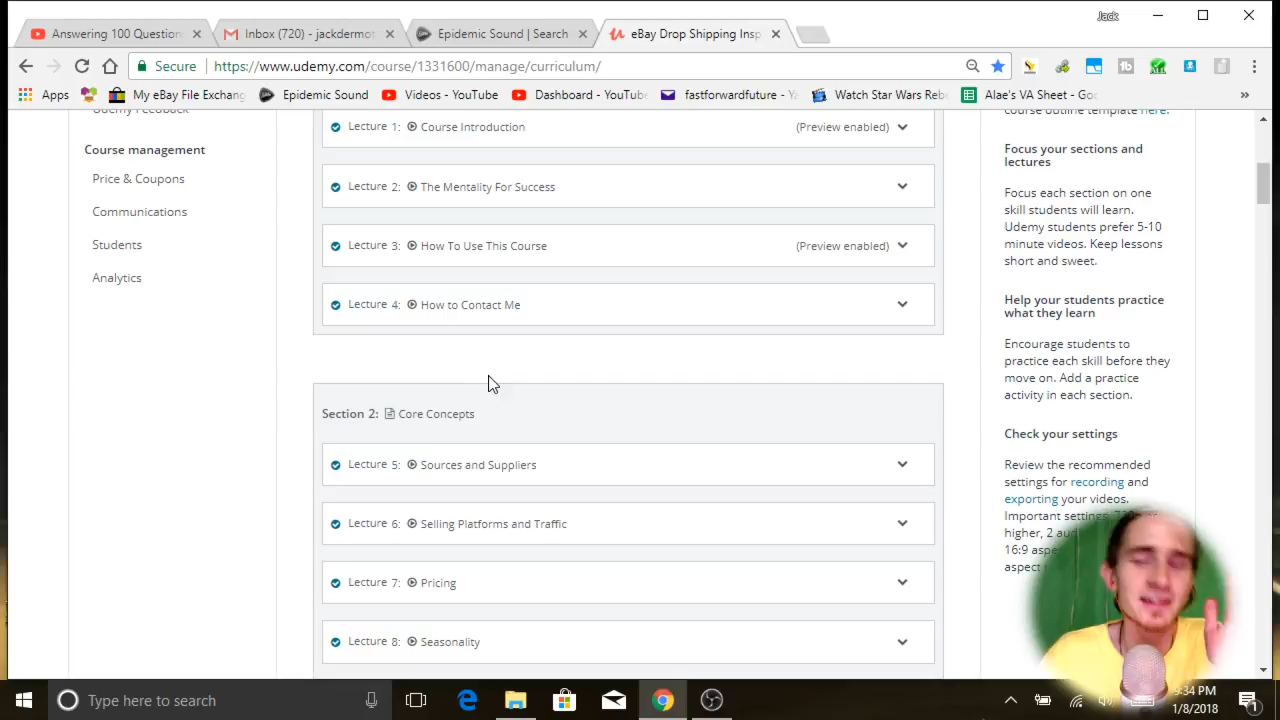 Jack
Answering 100 Question
Inbox (720) - jackdermo
Epidemic Sound | Search
eBay Drop Shipping Insp
Secure
https://www.udemy.com/course/1331600/manage/curriculum/
Apps
My eBay File Exchang
Epidemic Sound
Videos - YouTube
Dashboard - YouTube
fastforwardfuture - Ya
Watch Star Wars Reb
Alae's VA Sheet - Goo
»
Udemy Feedback
Course management
Price & Coupons
Communications
Students
Analytics
Lecture 1: Course Introduction (Preview enabled)
Lecture 2: The Mentality For Success
Lecture 3: How To Use This Course (Preview enabled)
Lecture 4: How to Contact Me
Section 2: Core Concepts
Lecture 5: Sources and Suppliers
Lecture 6: Selling Platforms and Traffic
Lecture 7: Pricing
Lecture 8: Seasonality
course outline template here.
Focus your sections and
lectures
Focus each section on one
skill students will learn.
Udemy students prefer 5-10
minute videos. Keep lessons
short and sweet.
Help your students practice
what they learn
Encourage students to
practice each skill before they
move on. Add a practice
activity in each section.
Check your settings
Review the recommended
settings for recording and
exporting your videos.
Important settings:
higher, 2
16:9
Type here to search
9:34 PM
1/8/2018